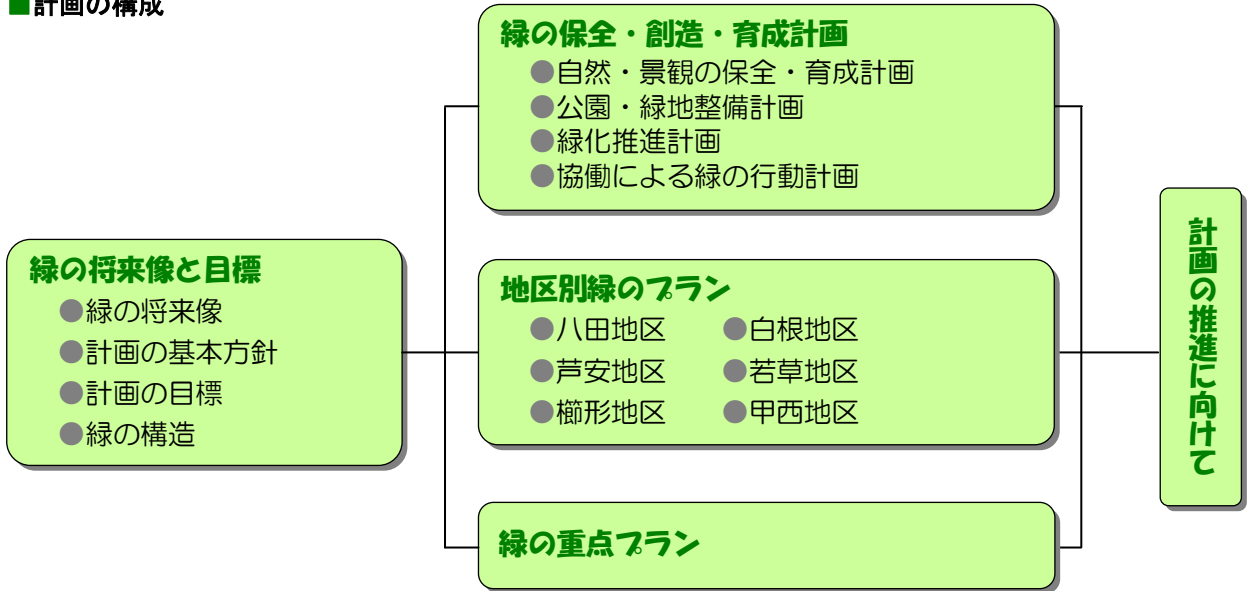 ■計画の構成
緑の将来像と目標
●緑の将来像
●計画の基本方針
●計画の目標
●緑の構造
緑の保全・創造・育成計画
●自然・景観の保全・育成計画
●公園・緑地整備計画
●緑化推進計画
●協働による緑の行動計画
地区別緑のプラン
●八田地区 ●白根地区
●芦安地区 ●若草地区
●櫛形地区 ●甲西地区
緑の重点プラン
計画の推進に向けて